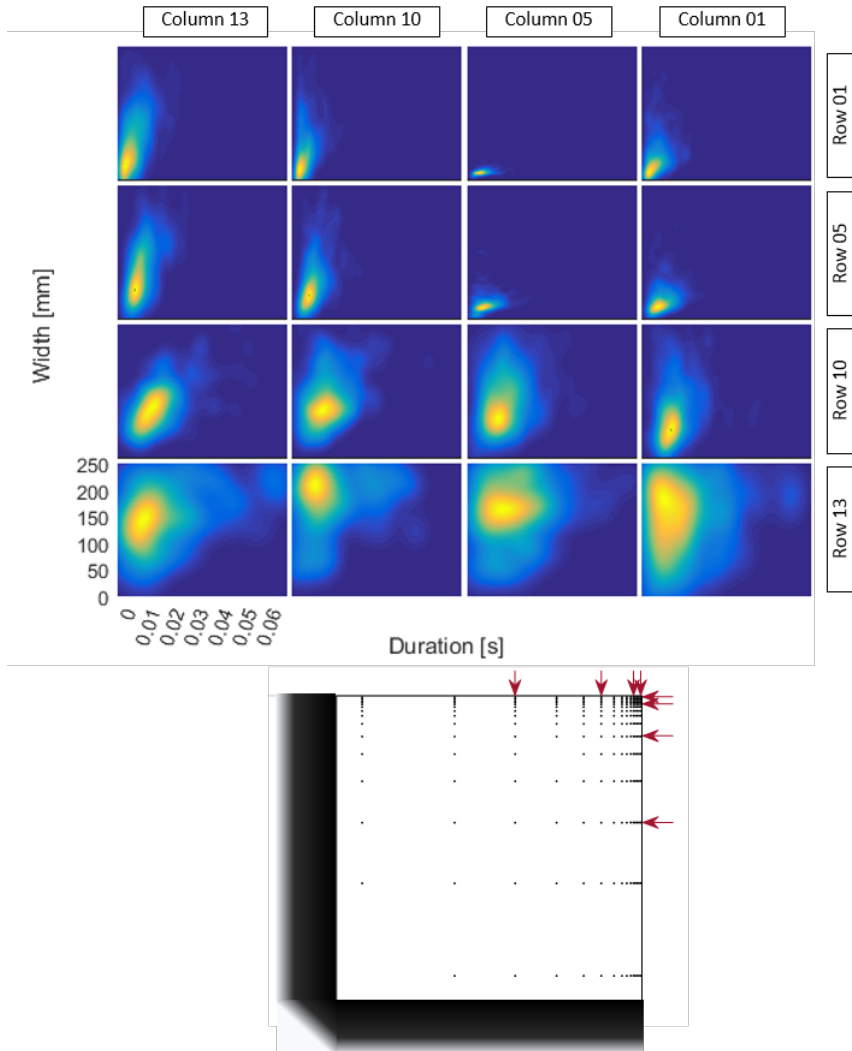 Column 13
Column 10
Column 05
Column 01
Row 01
Row 05
Row 10
Row 13
Width [mm]
250
200
150
100
50
0
0
0.01
0.02
0.03
0.04
0.05
0.06
Duration [s]